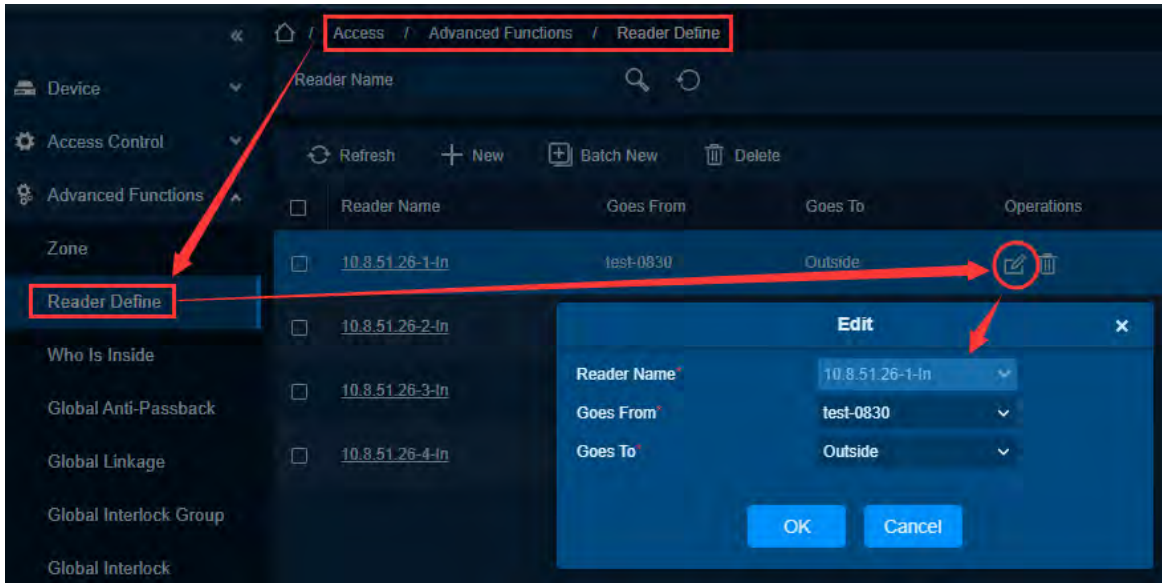 « / Access / Advanced Functions / Reader Define
Reader Name
Device
Access Control
Advanced Functions
Zone
Reader Define
Who Is Inside
Global Anti-Passback
Global Linkage
Global Interlock Group
Global Interlock
Refresh New Batch New Delete
Reader Name Goes From Goes To Operations
10.8.51.26-1-In test-0830 Outside
10.8.51.26-2-In
10.8.51.26-3-In
10.8.51.26-4-In
Edit ×
Reader Name* 10.8.51.26-1-In
Goes From* test-0830
Goes To* Outside
OK Cancel